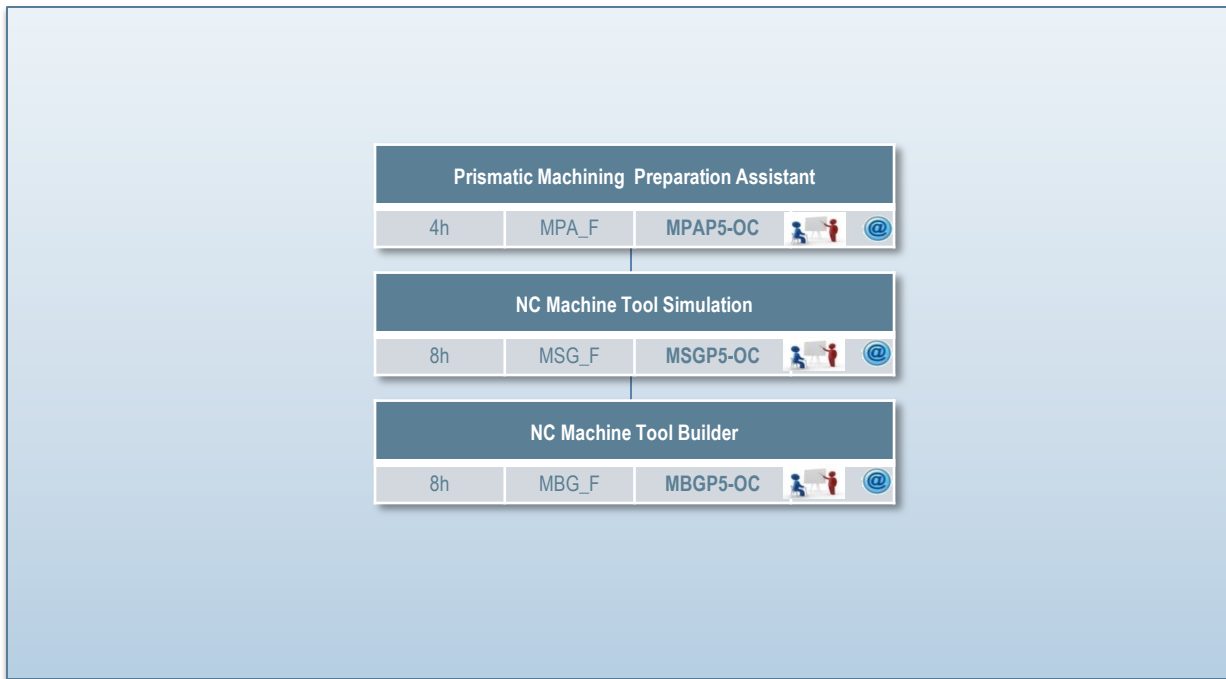 Prismatic Machining Preparation Assistant
4h MPA_F MPAP5-OC @
NC Machine Tool Simulation
8h MSG_F MSGP5-OC @
NC Machine Tool Builder
8h MBG_F MBGP5-OC @